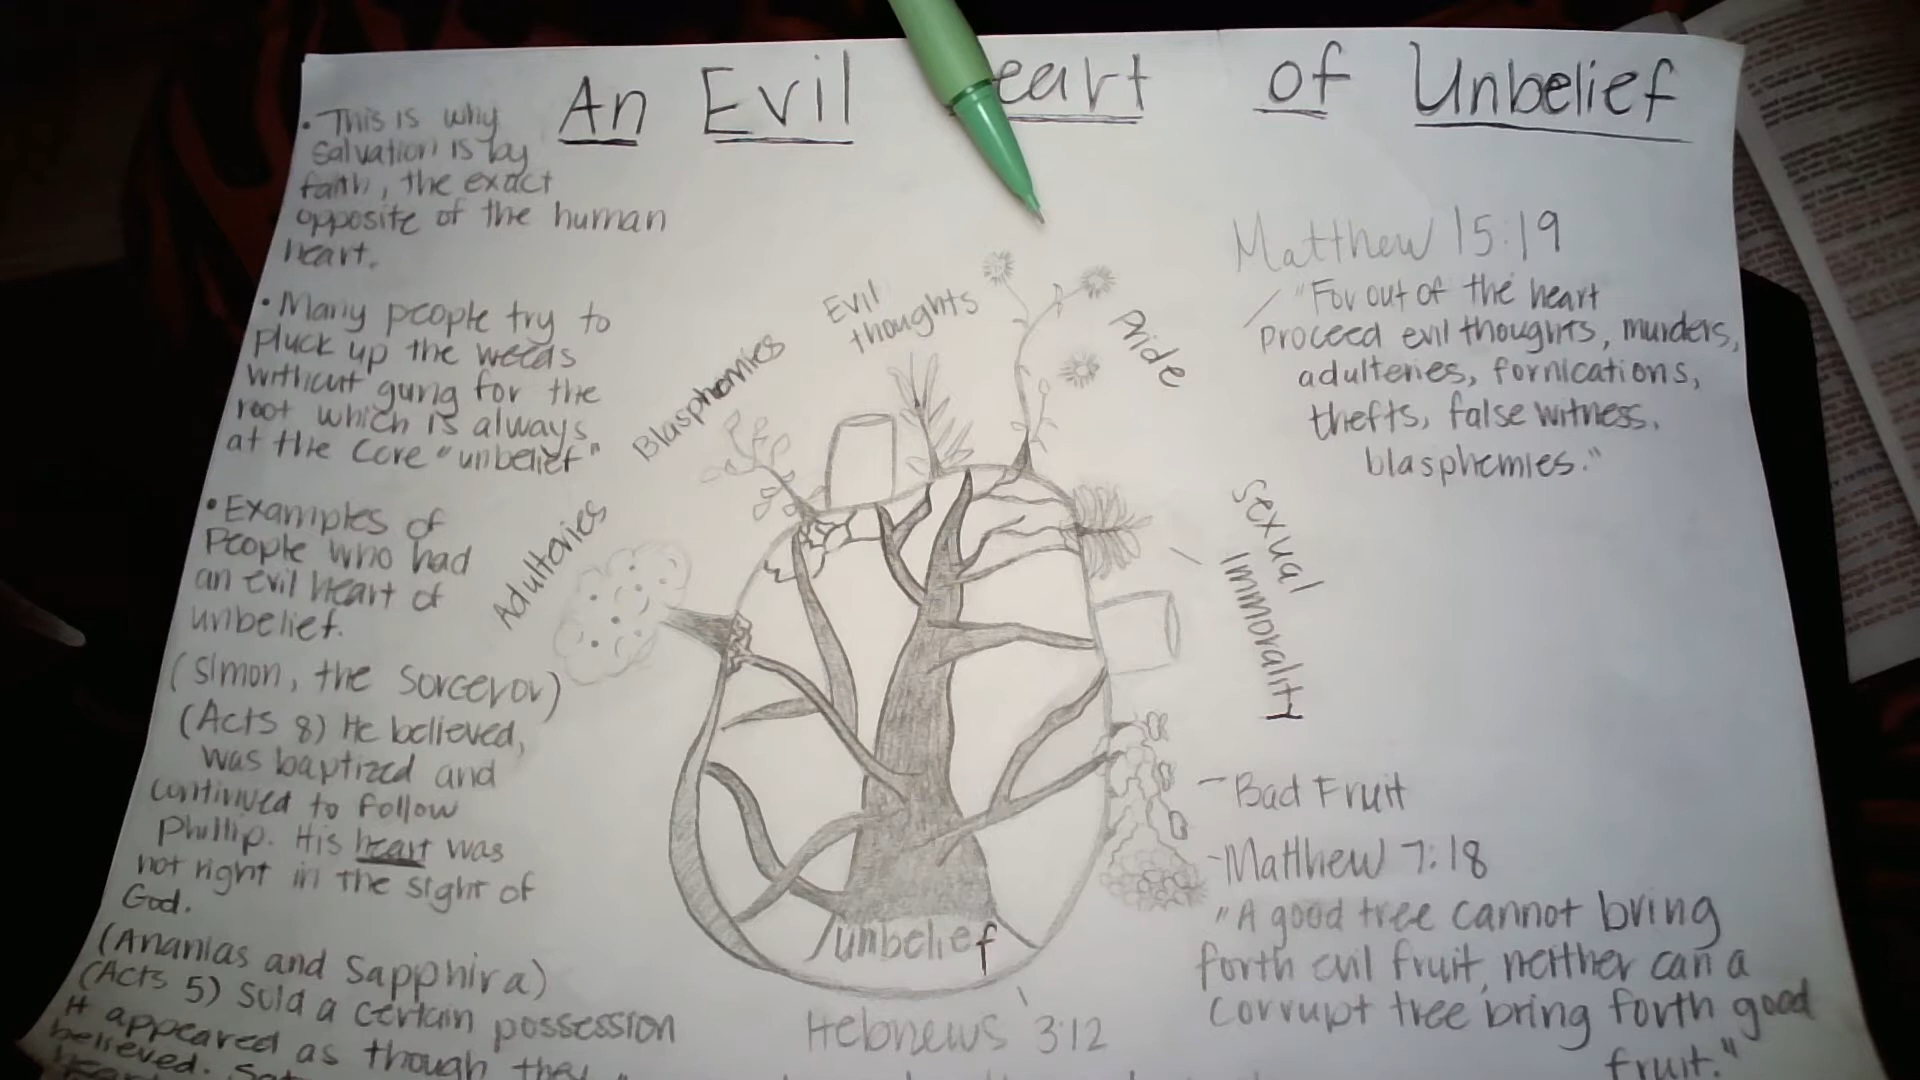 An Evil eart of Unbelief
• This is why
salvation is by
faith, the exact
opposite of the human
heart.
• Many people try to
pluck up the weeds
without gung for the
root which is always
at the core "unbelief"
• Examples of
People who had
an evil heart of
unbelief.
(Simon, the Sorceror)
(Acts 8) He believed,
was baptized and
continued to follow
Phillip. His heart was
not right in the sight of
God.
(Ananias and Sapphira)
(Acts 5) Sold a certain possession
It appeared as though they
believed.
Adulteries
Blasphemies
Evil
thoughts
Pride
Sexual
Immorality
unbelief
Hebrews 3:12
Matthew 15:19
"For out of the heart
proceed evil thoughts, murders,
adulteries, fornications,
thefts, false witness,
blasphemies."
- Bad Fruit
- Matthew 7:18
"A good tree cannot bring
forth evil fruit, neither can a
corrupt tree bring forth good
fruit."